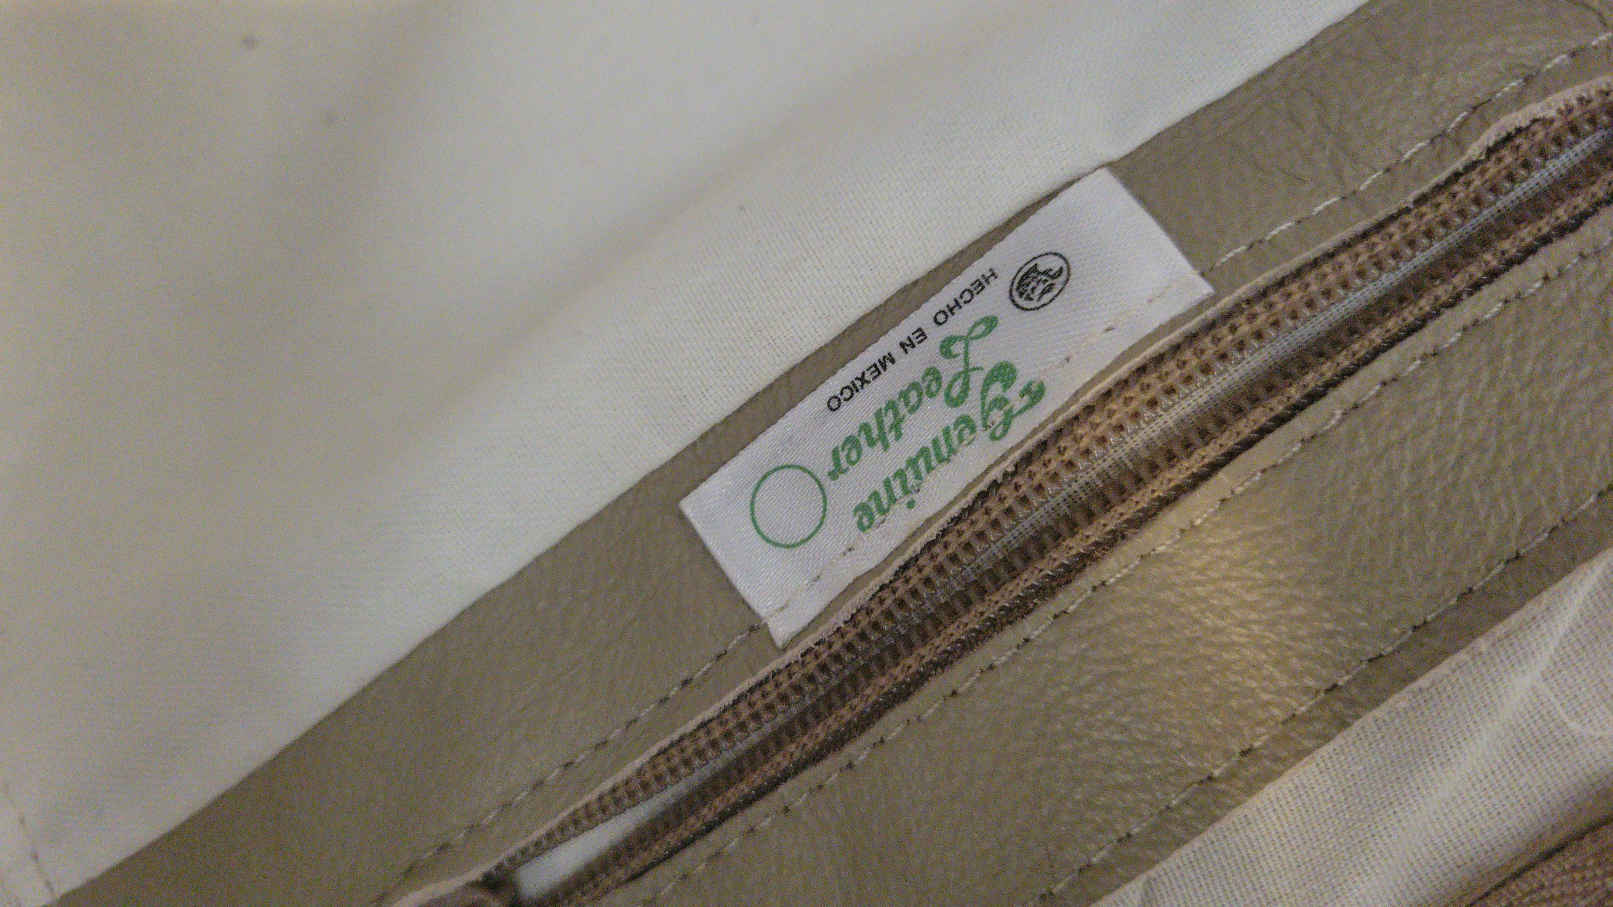 Genuine
Leather
HECHO EN MEXICO